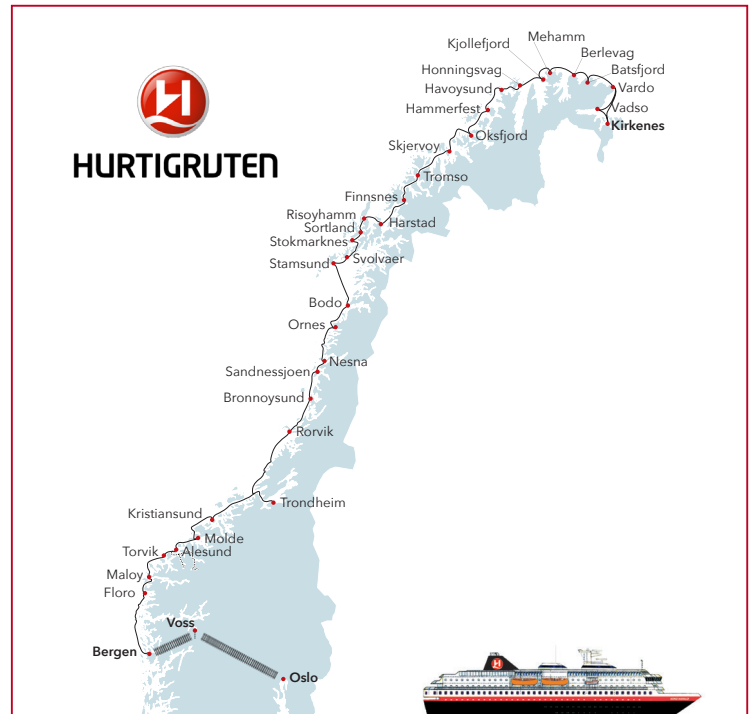 Mehamm
Kjollefjord
Berlevag
Honningsvag
Batsfjord
Havoysund
Vardo
Hammerfest
Vadso
Kirkenes
Oksfjord
Skjervoy
Tromso
Finnsnes
Risoyhamm
Harstad
Sortland
Stokmarknes
Svolvaer
Stamsund
HURTIGRUTEN
Bodo
Ornes
Nesna
Sandnessjoen
Bronnoysund
Rorvik
Trondheim
Kristiansund
Molde
Torvik
Alesund
Maloy
Floro
Voss
Bergen
Oslo